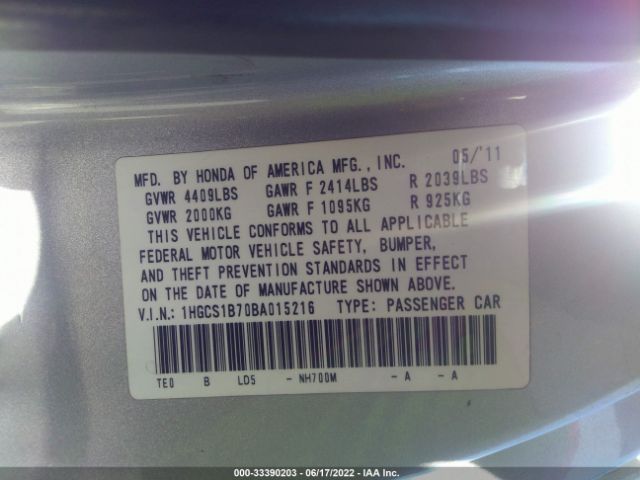 MFD. BY HONDA OF AMERICA MFG., INC. 05/'11
GVWR 4409LBS GAWR F 2414LBS R 2039LBS
GVWR 2000KG GAWR F 1095KG R 925KG
THIS VEHICLE CONFORMS TO ALL APPLICABLE
FEDERAL MOTOR VEHICLE SAFETY, BUMPER,
AND THEFT PREVENTION STANDARDS IN EFFECT
ON THE DATE OF MANUFACTURE SHOWN ABOVE.
V.I.N.: 1HGCS1B70BA015216 TYPE: PASSENGER CAR
TE0 B LD5 - NH700M - A - A
000-33390203 - 06/17/2022 - IAA Inc.